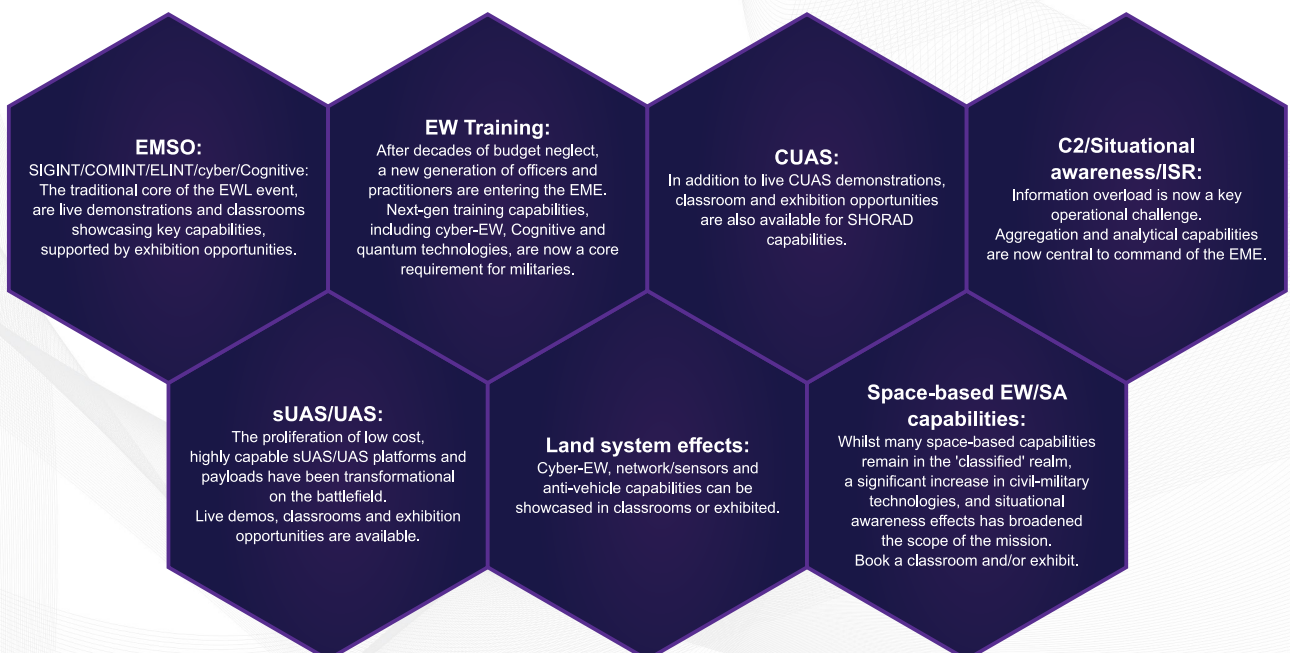 EMSO:
SIGINT/COMINT/ELINT/cyber/Cognitive:
The traditional core of the EWL event,
are live demonstrations and classrooms
showcasing key capabilities,
supported by exhibition opportunities.
EW Training:
After decades of budget neglect,
a new generation of officers and
practitioners are entering the EME.
Next-gen training capabilities,
including cyber-EW, Cognitive and
quantum technologies, are now a core
requirement for militaries.
CUAS:
In addition to live CUAS demonstrations,
classroom and exhibition opportunities
are also available for SHORAD
capabilities.
C2/Situational
awareness/ISR:
Information overload is now a key
operational challenge.
Aggregation and analytical capabilities
are now central to command of the EME.
sUAS/UAS:
The proliferation of low cost,
highly capable sUAS/UAS platforms and
payloads have been transformational
on the battlefield.
Live demos, classrooms and exhibition
opportunities are available.
Land system effects:
Cyber-EW, network/sensors and
anti-vehicle capabilities can be
showcased in classrooms or exhibited.
Space-based EW/SA
capabilities:
Whilst many space-based capabilities
remain in the 'classified' realm,
a significant increase in civil-military
technologies, and situational
awareness effects has broadened
the scope of the mission.
Book a classroom and/or exhibit.